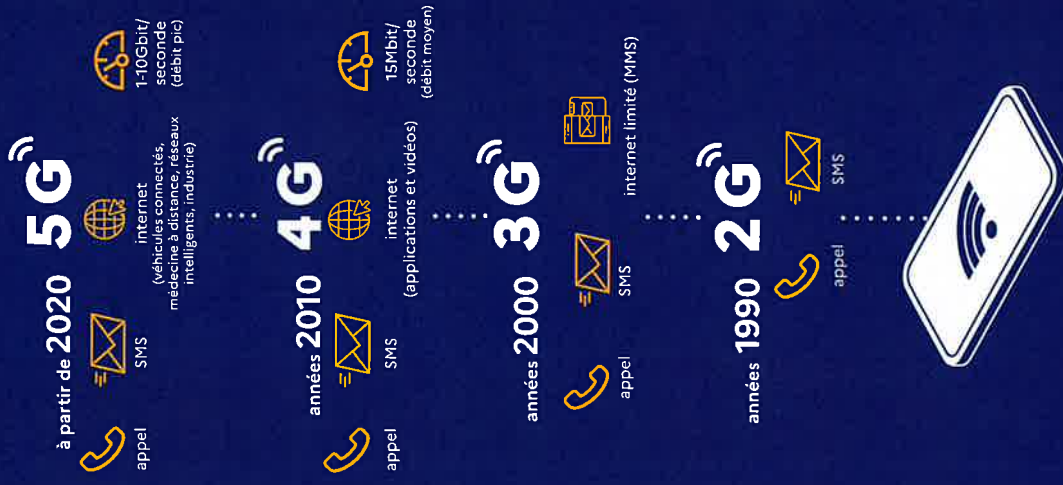 à partir de 2020 5G
appel
SMS
internet
(véhicules connectés,
médecine à distance, réseaux
intelligents, industrie)
1-10Gbit/
seconde
(débit pic)
années 2010 4G
appel
SMS
internet
(applications et vidéos)
15Mbit/
seconde
(débit moyen)
années 2000 3G
appel
SMS
internet limité (MMS)
années 1990 2G
appel
SMS